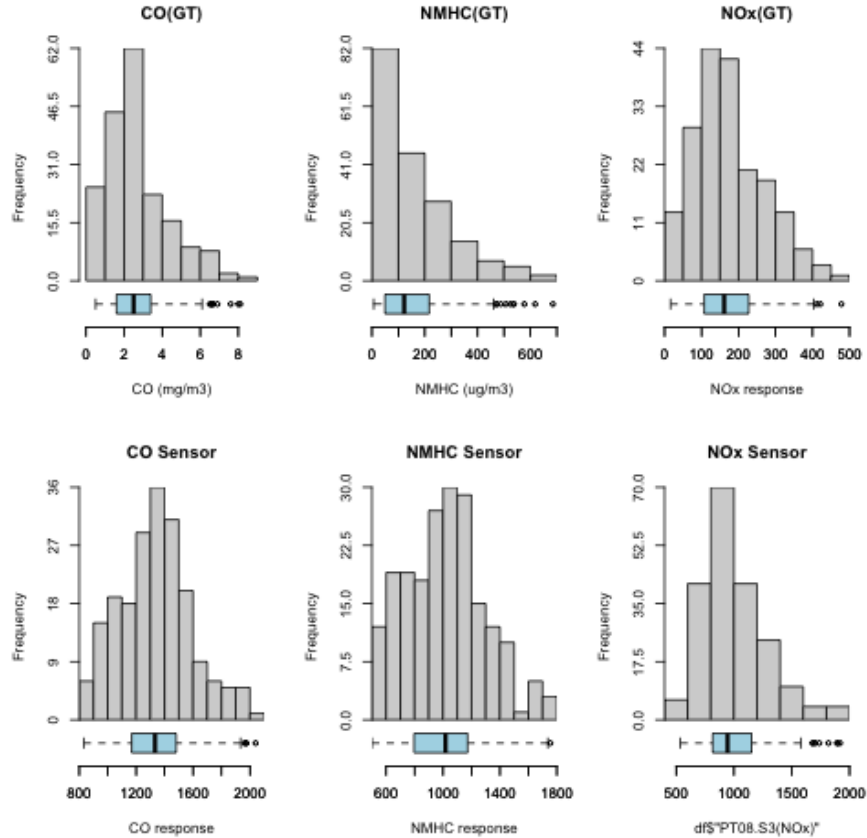 CO(GT)
Frequency
0.0 15.5 31.0 46.5 62.0
0 2 4 6 8
CO (mg/m3)
NMHC(GT)
Frequency
0.0 20.5 41.0 61.5 82.0
0 200 400 600
NMHC (ug/m3)
NOx(GT)
Frequency
0 11 22 33 44
0 100 200 300 400 500
NOx response
CO Sensor
Frequency
0 9 18 27 36
800 1200 1600 2000
CO response
NMHC Sensor
Frequency
0.0 7.5 15.0 22.5 30.0
600 1000 1400 1800
NMHC response
NOx Sensor
Frequency
0.0 17.5 35.0 52.5 70.0
500 1000 1500 2000
df$"PT08.S3(NOx)"